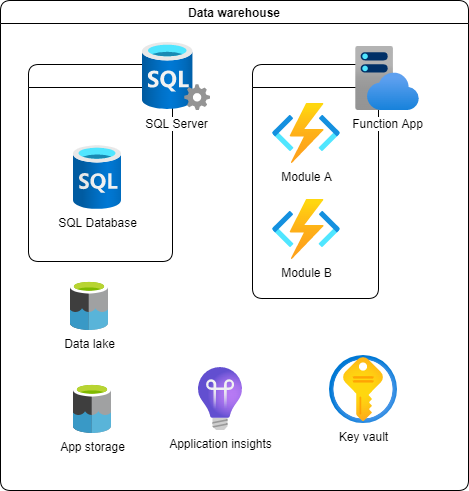 Data warehouse
SQL
SQL Server
Function App
Module A
SQL
SQL Database
Module B
Data lake
App storage
Application insights
Key vault